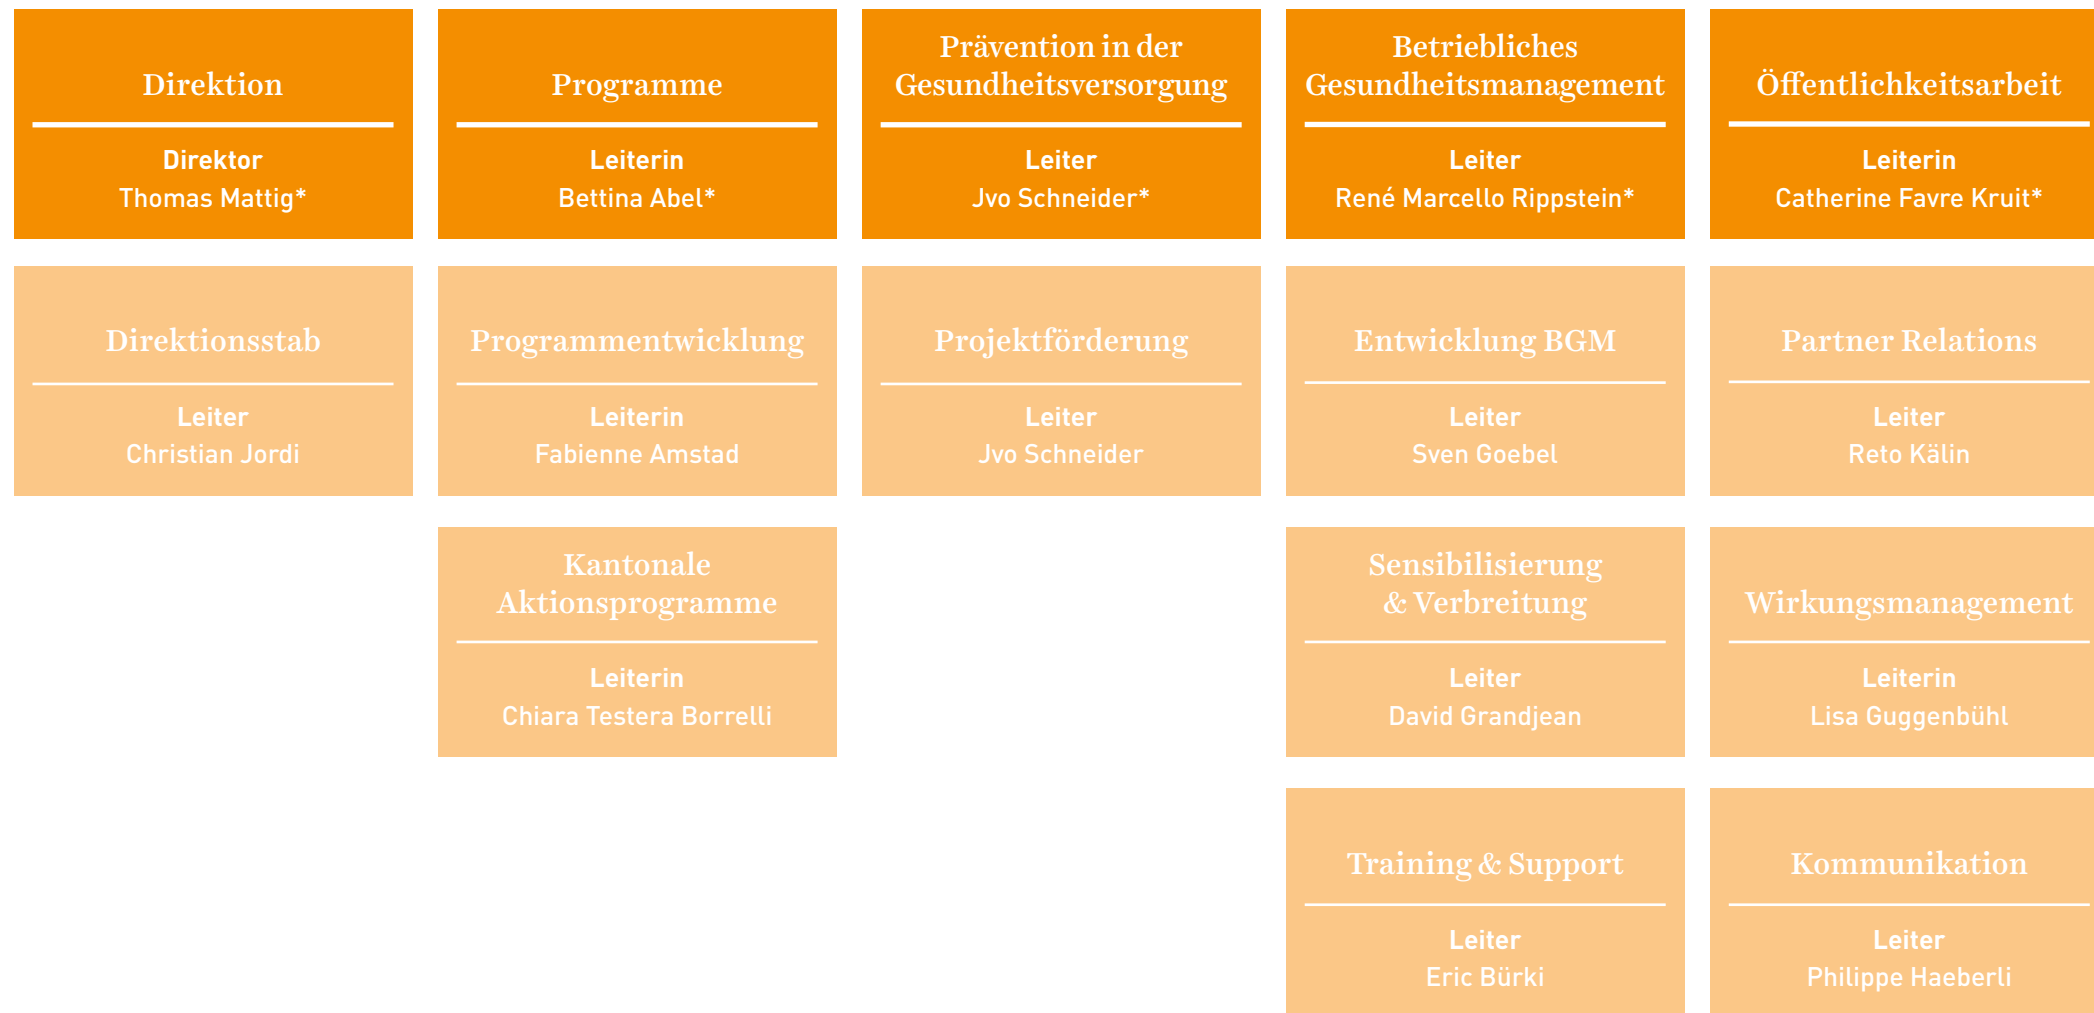 Direktion
Direktor
Thomas Mattig*
Programme
Leiterin
Bettina Abel*
Prävention in der
Gesundheitsversorgung
Leiter
Jvo Schneider*
Betriebliches
Gesundheitsmanagement
Leiter
René Marcello Rippstein*
Öffentlichkeitsarbeit
Leiterin
Catherine Favre Kruit*
Direktionsstab
Leiter
Christian Jordi
Programmentwicklung
Leiterin
Fabienne Amstad
Projektförderung
Leiter
Jvo Schneider
Entwicklung BGM
Leiter
Sven Goebel
Partner Relations
Leiter
Reto Kälin
Kantonale
Aktionsprogramme
Leiterin
Chiara Testera Borrelli
Sensibilisierung
& Verbreitung
Leiter
David Grandjean
Wirkungsmanagement
Leiterin
Lisa Guggenbühl
Training & Support
Leiter
Eric Bürki
Kommunikation
Leiter
Philippe Haeberli